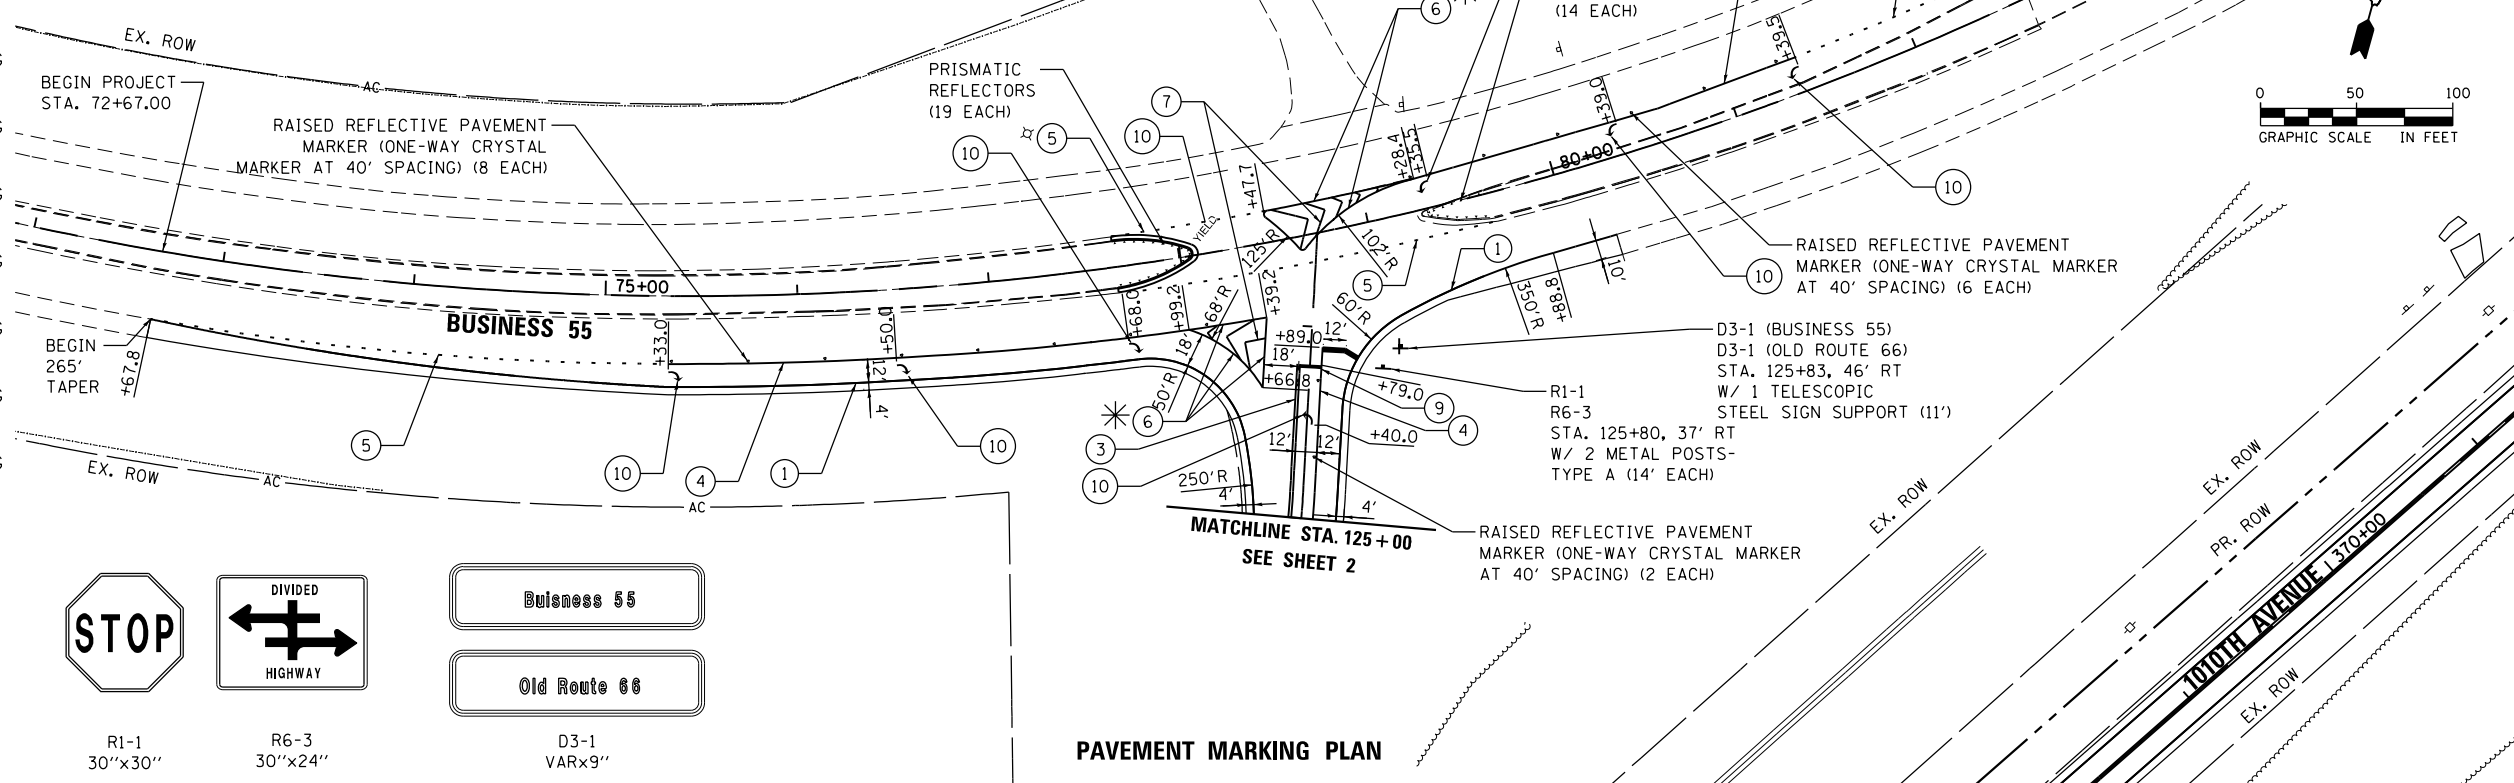 EX. ROW
BEGIN PROJECT
STA. 72+67.00
AC
RAISED REFLECTIVE PAVEMENT
MARKER (ONE-WAY CRYSTAL
MARKER AT 40' SPACING) (8 EACH)
PRISMATIC
REFLECTORS
(19 EACH)
10
5
7
10
6
(14 EACH)
+39.5
+39.0
+28.4
+35.5
+47.7
YIELD
80+00
10
0 50 100
GRAPHIC SCALE IN FEET
RAISED REFLECTIVE PAVEMENT
MARKER (ONE-WAY CRYSTAL MARKER
AT 40' SPACING) (6 EACH)
10
1
5
125'R
102'R
10'
+88.8
350'R
60'R
75+00
BUSINESS 55
BEGIN
265'
TAPER
+67.8
+33.0
+05.0
12'
4'
+68.0
+99.2
68'R
18'
50'R
+39.2
+89.0
12'
18'
+66.8
+79.0
9
+40.0
4
12'
12'
5
10
4
1
10
6
3
10
250'R
4'
4'
D3-1 (BUSINESS 55)
D3-1 (OLD ROUTE 66)
STA. 125+83, 46' RT
W/ 1 TELESCOPIC
STEEL SIGN SUPPORT (11')
R1-1
R6-3
STA. 125+80, 37' RT
W/ 2 METAL POSTS-
TYPE A (14' EACH)
EX. ROW
AC
AC
MATCHLINE STA. 125+00
SEE SHEET 2
RAISED REFLECTIVE PAVEMENT
MARKER (ONE-WAY CRYSTAL MARKER
AT 40' SPACING) (2 EACH)
EX. ROW
EX. ROW
PR. ROW
1010TH AVENUE
370+00
EX. ROW
STOP
DIVIDED
HIGHWAY
Buisness 55
Old Route 66
R1-1
30''x30''
R6-3
30''x24''
D3-1
VARx9''
PAVEMENT MARKING PLAN